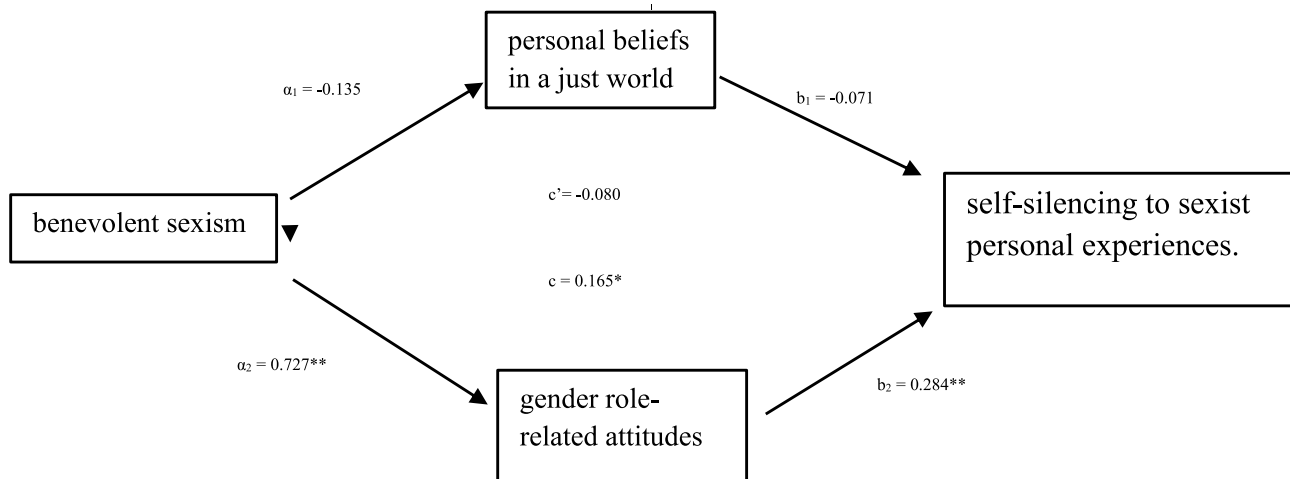 personal beliefs
in a just world
α₁ = -0.135
b₁ = -0.071
c’= -0.080
benevolent sexism
self-silencing to sexist
personal experiences.
c = 0.165*
α₂ = 0.727**
b₂ = 0.284**
gender role-
related attitudes